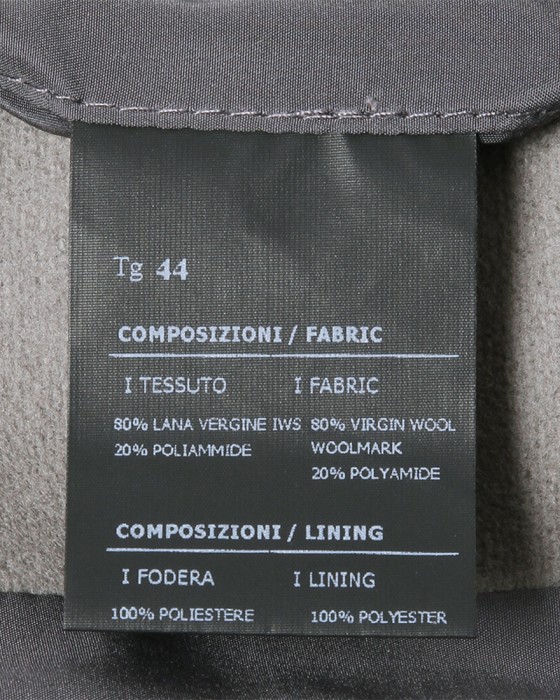 Tg 44
COMPOSIZIONI / FABRIC
I TESSUTO I FABRIC
80% LANA VERGINE IWS 80% VIRGIN WOOL
20% POLIAMMIDE WOOLMARK
20% POLYAMIDE
COMPOSIZIONI / LINING
I FODERA I LINING
100% POLIESTERE 100% POLYESTER